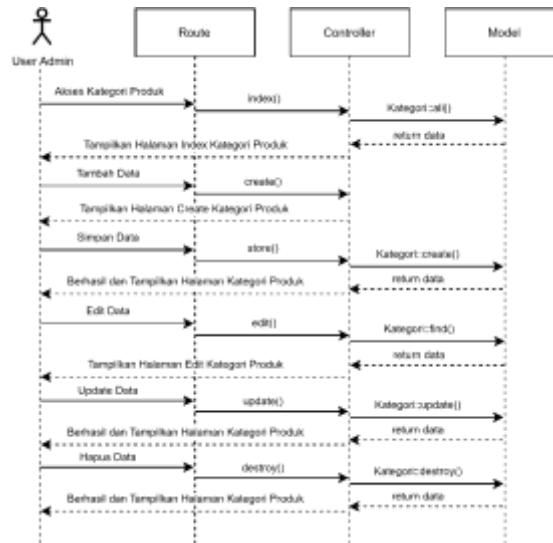 User Admin
Route
Controller
Model
Akses Kategori Produk
index()
Kategori::all()
return data
Tampilkan Halaman Index Kategori Produk
Tambah Data
create()
Tampilkan Halaman Create Kategori Produk
Simpan Data
store()
Kategori::create()
return data
Berhasil dan Tampilkan Halaman Kategori Produk
Edit Data
edit()
Kategori::find()
return data
Tampilkan Halaman Edit Kategori Produk
Update Data
update()
Kategori::update()
return data
Berhasil dan Tampilkan Halaman Kategori Produk
Hapus Data
destroy()
Kategori::destroy()
return data
Berhasil dan Tampilkan Halaman Kategori Produk